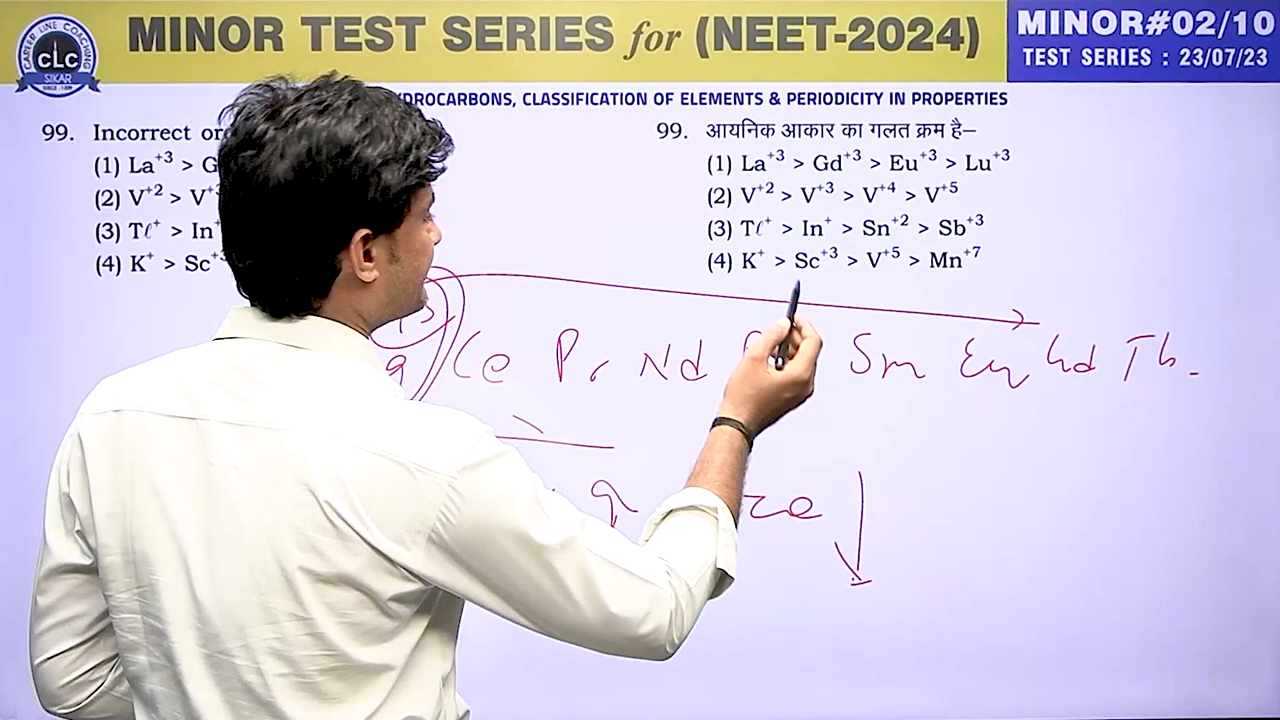 CAREER LINE COACHING
CLC
SIKAR
MINOR TEST SERIES for (NEET-2024)
MINOR#02/10
TEST SERIES : 23/07/23
DROCARBONS, CLASSIFICATION OF ELEMENTS & PERIODICITY IN PROPERTIES
99. Incorrect or
(1) La⁺³ > G
(2) V⁺² > V⁺³
(3) Tℓ⁺ > In⁺
(4) K⁺ > Sc⁺³
99. आयनिक आकार का गलत क्रम है–
(1) La⁺³ > Gd⁺³ > Eu⁺³ > Lu⁺³
(2) V⁺² > V⁺³ > V⁺⁴ > V⁺⁵
(3) Tℓ⁺ > In⁺ > Sn⁺² > Sb⁺³
(4) K⁺ > Sc⁺³ > V⁺⁵ > Mn⁺⁷
Ce Pr Nd Sm Eu Gd Tb